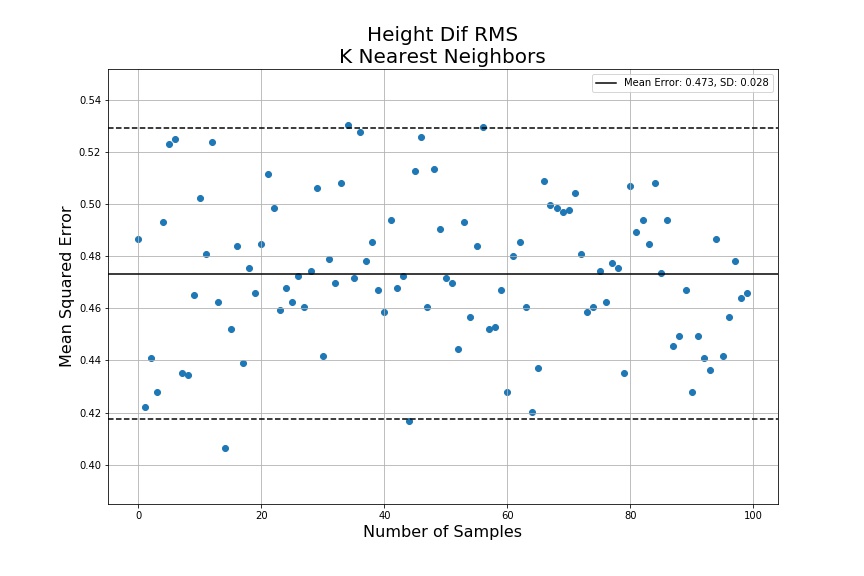 Height Dif RMS
K Nearest Neighbors
Mean Error: 0.473, SD: 0.028
Mean Squared Error
0.54
0.52
0.50
0.48
0.46
0.44
0.42
0.40
0
20
40
60
80
100
Number of Samples